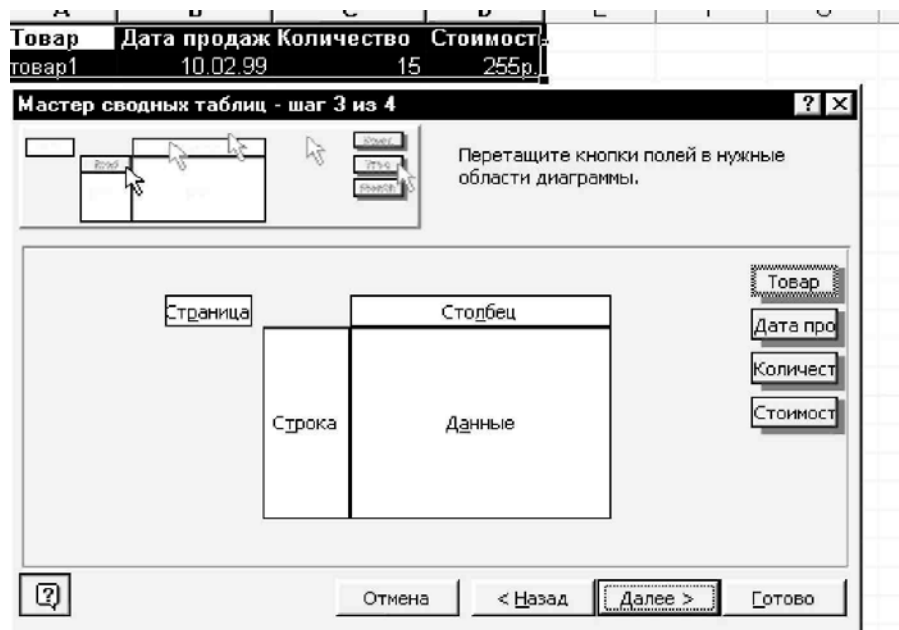 Товар Дата продаж Количество Стоимост
товар1 10.02.99 15 255р.
Мастер сводных таблиц - шаг 3 из 4
Перетащите кнопки полей в нужные
области диаграммы.
Товар
Страница Столбец
Дата про
Количест
Стоимост
Строка Данные
Отмена < Назад Далее > Готово